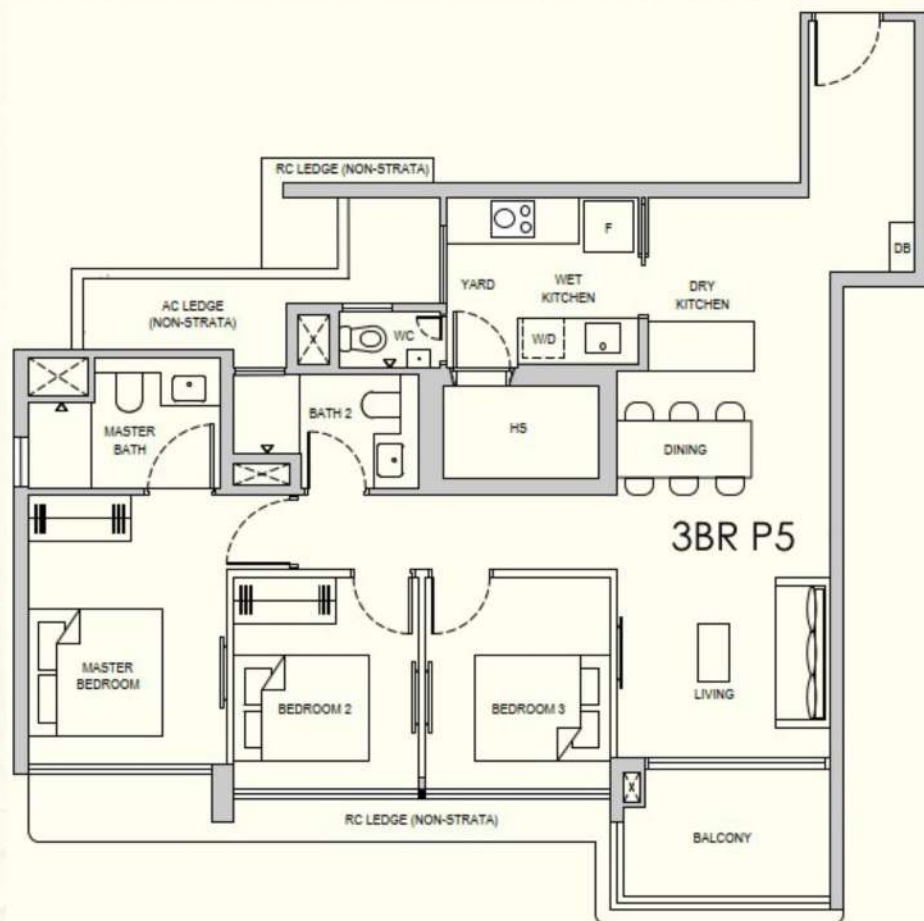 RC LEDGE (NON-STRATA)
F
DB
YARD
WET
KITCHEN
DRY
KITCHEN
AC LEDGE
(NON-STRATA)
WC
W/D
BATH 2
MASTER
BATH
HS
DINING
3BR P5
MASTER
BEDROOM
BEDROOM 2
BEDROOM 3
LIVING
RC LEDGE (NON-STRATA)
BALCONY